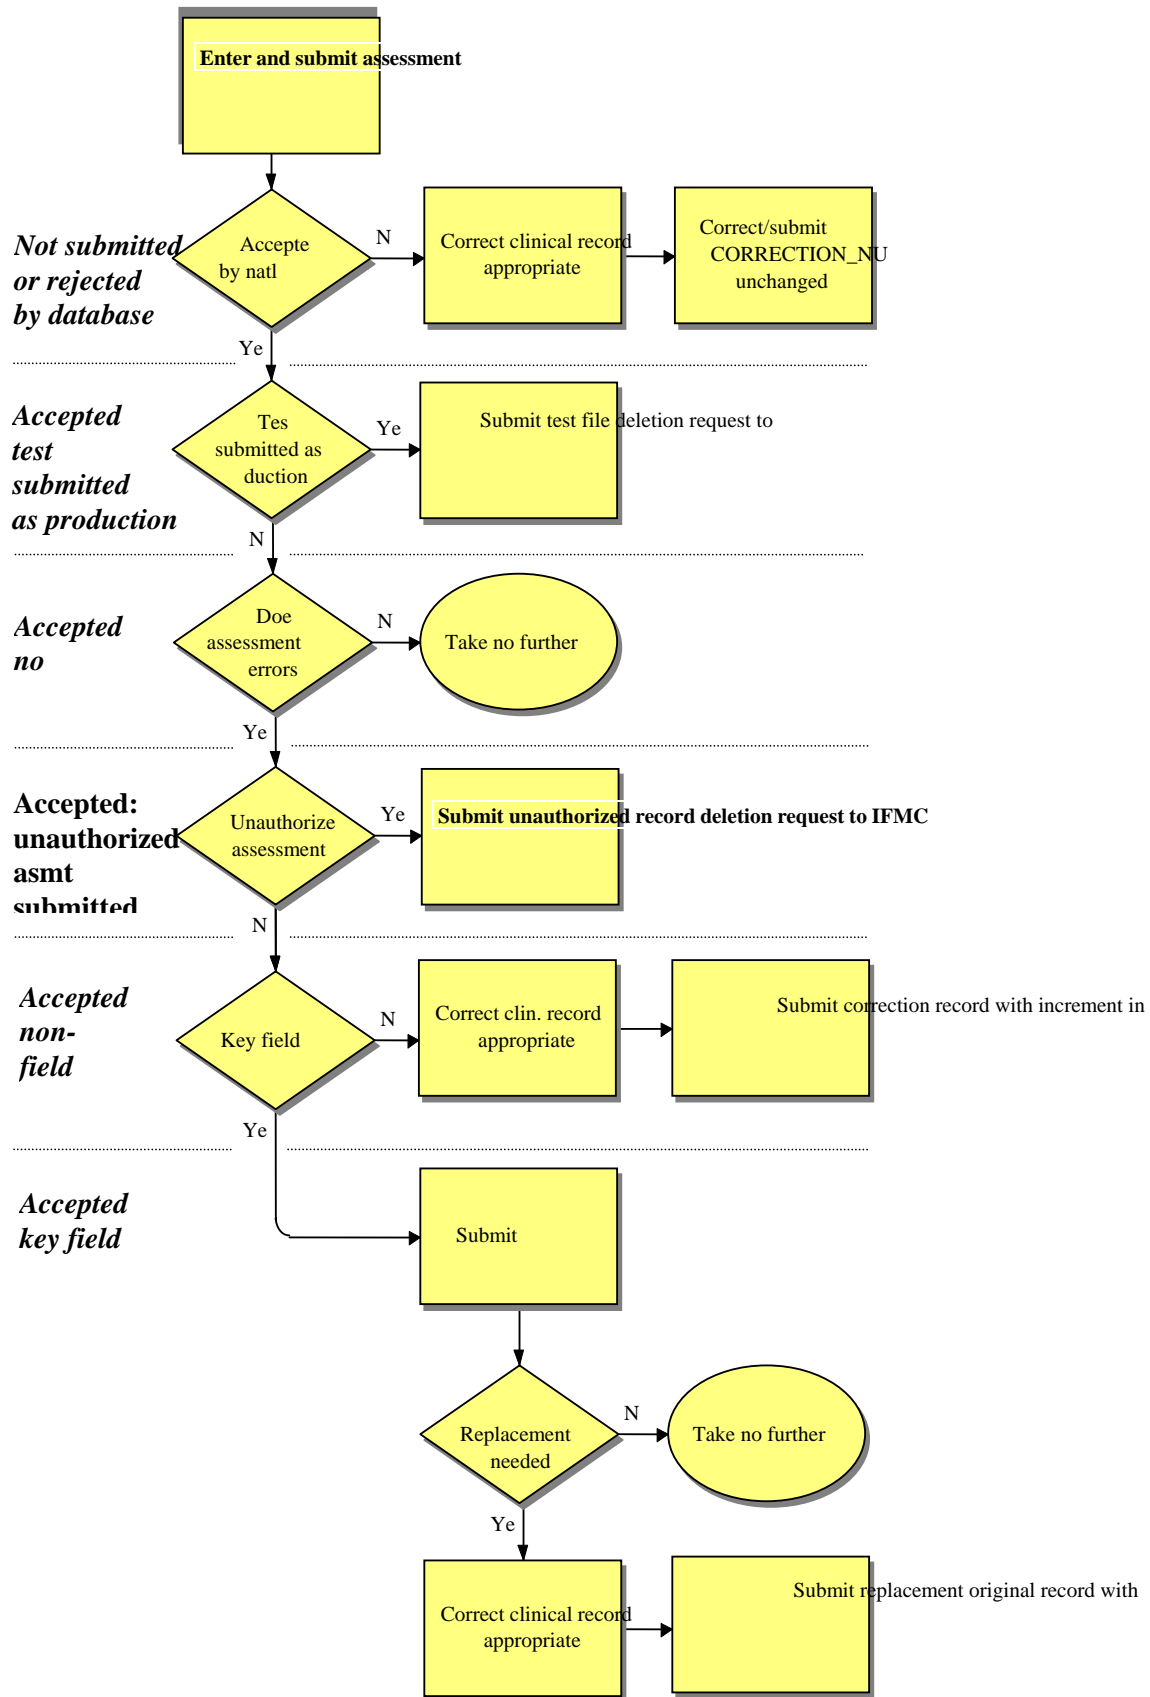 Enter and submit assessment
Not submitted
or rejected
by database
Accepte
by natl
N
Correct clinical record
appropriate
Correct/submit
CORRECTION_NU
unchanged
Ye
Accepted
test
submitted
as production
Tes
submitted as
duction
Ye
Submit test file deletion request to
N
Accepted
no
Doe
assessment
errors
N
Take no further
Ye
Accepted:
unauthorized
asmt
submitted
Unauthorize
assessment
Ye
Submit unauthorized record deletion request to IFMC
N
Accepted
non-
field
Key field
N
Correct clin. record
appropriate
Submit correction record with increment in
Ye
Accepted
key field
Submit
Replacement
needed
N
Take no further
Ye
Correct clinical record
appropriate
Submit replacement original record with